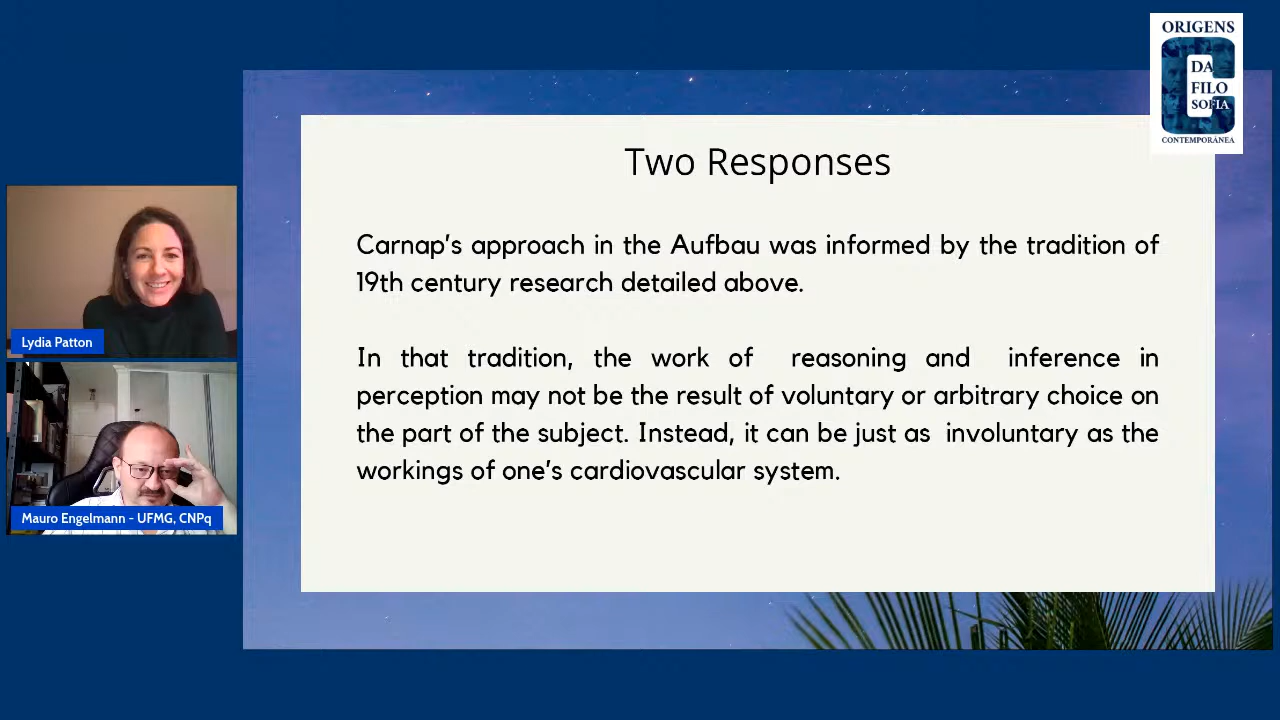 ORIGENS
DA
FILO
SOFIA
CONTEMPORÂNEA
Two Responses
Carnap's approach in the Aufbau was informed by the tradition of
19th century research detailed above.
In that tradition, the work of reasoning and inference in
perception may not be the result of voluntary or arbitrary choice on
the part of the subject. Instead, it can be just as involuntary as the
workings of one's cardiovascular system.
Lydia Patton
Mauro Engelmann - UFMG, CNPq